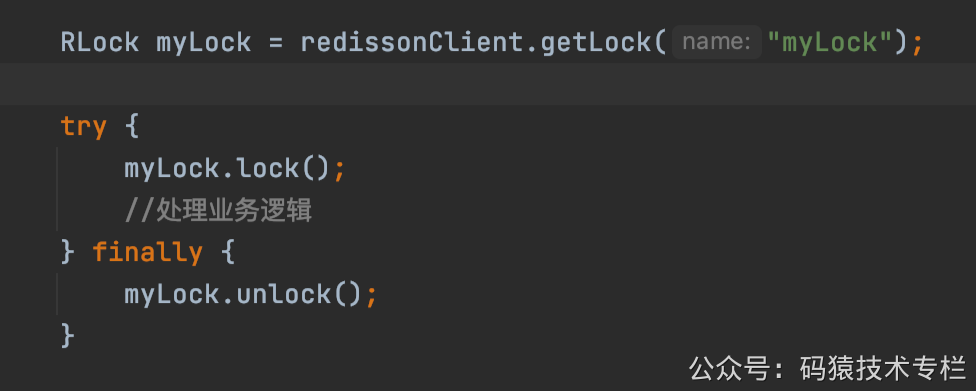 RLock myLock = redissonClient.getLock( name: "myLock");
try {
    myLock.lock();
    //处理业务逻辑
} finally {
    myLock.unlock();
}
公众号：码猿技术专栏